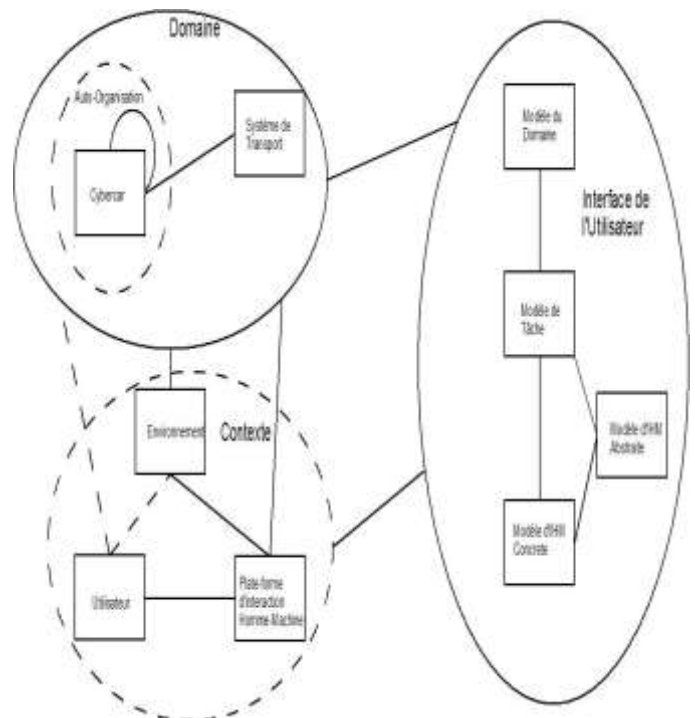 Domaine
Auto-Organisation
Système de
Transport
Cybercar
Modèle du
Domaine
Interface de
l'Utilisateur
Modèle de
Tâche
Environnement
Contexte
Modèle d'IHM
Abstraite
Modèle d'IHM
Concrete
Utilisateur
Plate-forme
d'interaction
Homme-Machine